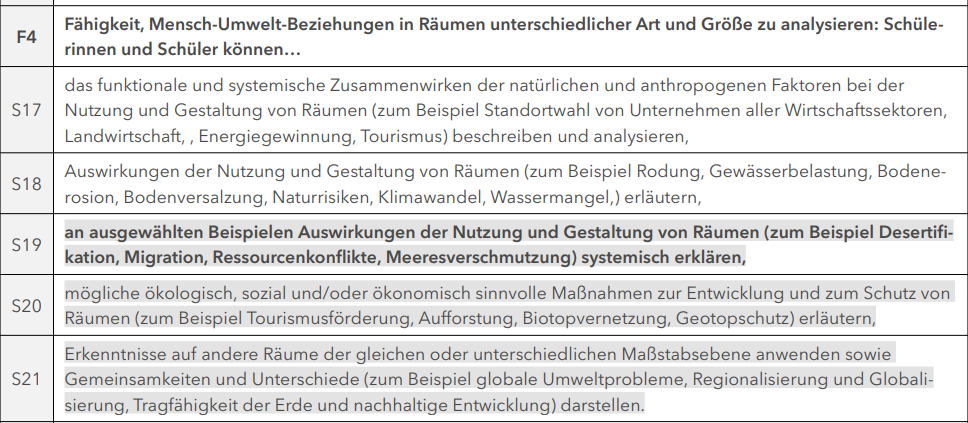 F4
Fähigkeit, Mensch-Umwelt-Beziehungen in Räumen unterschiedlicher Art und Größe zu analysieren: Schüle-
rinnen und Schüler können…
S17
das funktionale und systemische Zusammenwirken der natürlichen und anthropogenen Faktoren bei der
Nutzung und Gestaltung von Räumen (zum Beispiel Standortwahl von Unternehmen aller Wirtschaftssektoren,
Landwirtschaft, , Energiegewinnung, Tourismus) beschreiben und analysieren,
S18
Auswirkungen der Nutzung und Gestaltung von Räumen (zum Beispiel Rodung, Gewässerbelastung, Bodene-
rosion, Bodenversalzung, Naturrisiken, Klimawandel, Wassermangel,) erläutern,
S19
an ausgewählten Beispielen Auswirkungen der Nutzung und Gestaltung von Räumen (zum Beispiel Desertifi-
kation, Migration, Ressourcenkonflikte, Meeresverschmutzung) systemisch erklären,
S20
mögliche ökologisch, sozial und/oder ökonomisch sinnvolle Maßnahmen zur Entwicklung und zum Schutz von
Räumen (zum Beispiel Tourismusförderung, Aufforstung, Biotopvernetzung, Geotopschutz) erläutern,
S21
Erkenntnisse auf andere Räume der gleichen oder unterschiedlichen Maßstabsebene anwenden sowie
Gemeinsamkeiten und Unterschiede (zum Beispiel globale Umweltprobleme, Regionalisierung und Globali-
sierung, Tragfähigkeit der Erde und nachhaltige Entwicklung) darstellen.